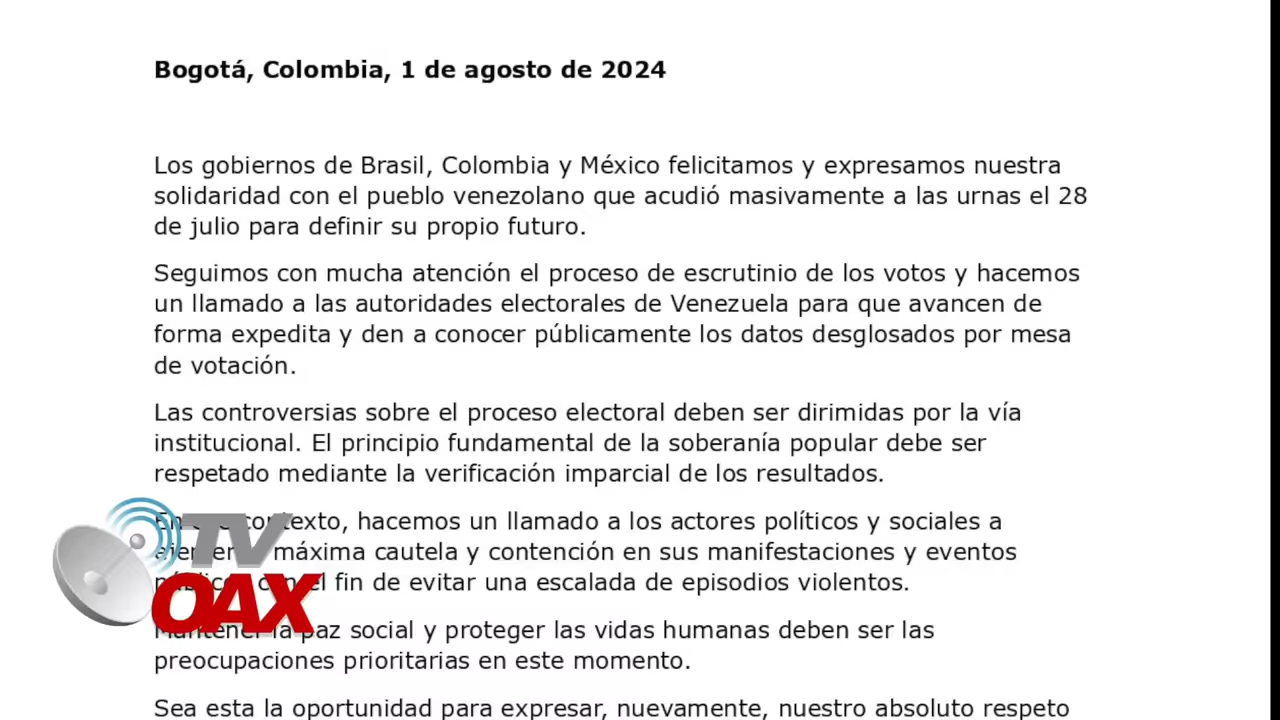 Bogotá, Colombia, 1 de agosto de 2024
Los gobiernos de Brasil, Colombia y México felicitamos y expresamos nuestra
solidaridad con el pueblo venezolano que acudió masivamente a las urnas el 28
de julio para definir su propio futuro.
Seguimos con mucha atención el proceso de escrutinio de los votos y hacemos
un llamado a las autoridades electorales de Venezuela para que avancen de
forma expedita y den a conocer públicamente los datos desglosados por mesa
de votación.
Las controversias sobre el proceso electoral deben ser dirimidas por la vía
institucional. El principio fundamental de la soberanía popular debe ser
respetado mediante la verificación imparcial de los resultados.
contexto, hacemos un llamado a los actores políticos y sociales a
máxima cautela y contención en sus manifestaciones y eventos
el fin de evitar una escalada de episodios violentos.
Mantener la paz social y proteger las vidas humanas deben ser las
preocupaciones prioritarias en este momento.
Sea esta la oportunidad para expresar, nuevamente, nuestro absoluto respeto
TV
OAX